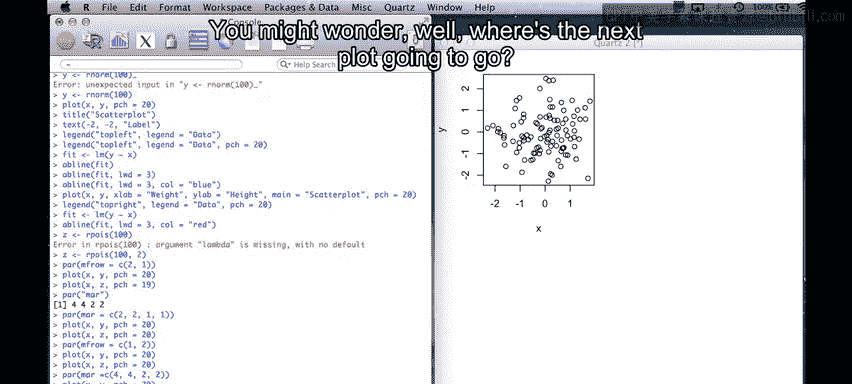 R File Edit Format Workspace Packages & Data Misc Quartz Window Help
100%
Console
You might wonder, well, where's the next
plot going to go?
Quartz 2 [*]
~
Help Search
> y <- rnorm(100)_
Error: unexpected input in "y <- rnorm(100)_"
> y <- rnorm(100)
> plot(x, y, pch = 20)
> title("Scatterplot")
> text(-2, -2, "Label")
> legend("topleft", legend = "Data")
> legend("topleft", legend = "Data", pch = 20)
> fit <- lm(y ~ x)
> abline(fit)
> abline(fit, lwd = 3)
> abline(fit, lwd = 3, col = "blue")
> plot(x, y, xlab = "Weight", ylab = "Height", main = "Scatterplot", pch = 20)
> legend("topright", legend = "Data", pch = 20)
> fit <- lm(y ~ x)
> abline(fit, lwd = 3, col = "red")
> z <- rpois(100)
Error in rpois(100) : argument "lambda" is missing, with no default
> z <- rpois(100, 2)
> par(mfrow = c(2, 1))
> plot(x, y, pch = 20)
> plot(x, z, pch = 19)
> par("mar")
[1] 4 4 2 2
> par(mar = c(2, 2, 1, 1))
> plot(x, y, pch = 20)
> plot(x, z, pch = 20)
> par(mfrow = c(1, 2))
> plot(x, y, pch = 20)
> plot(x, z, pch = 20)
> par(mar =c(4, 4, 2, 2))
y
2
1
0
-1
-2
-2 -1 0 1
x